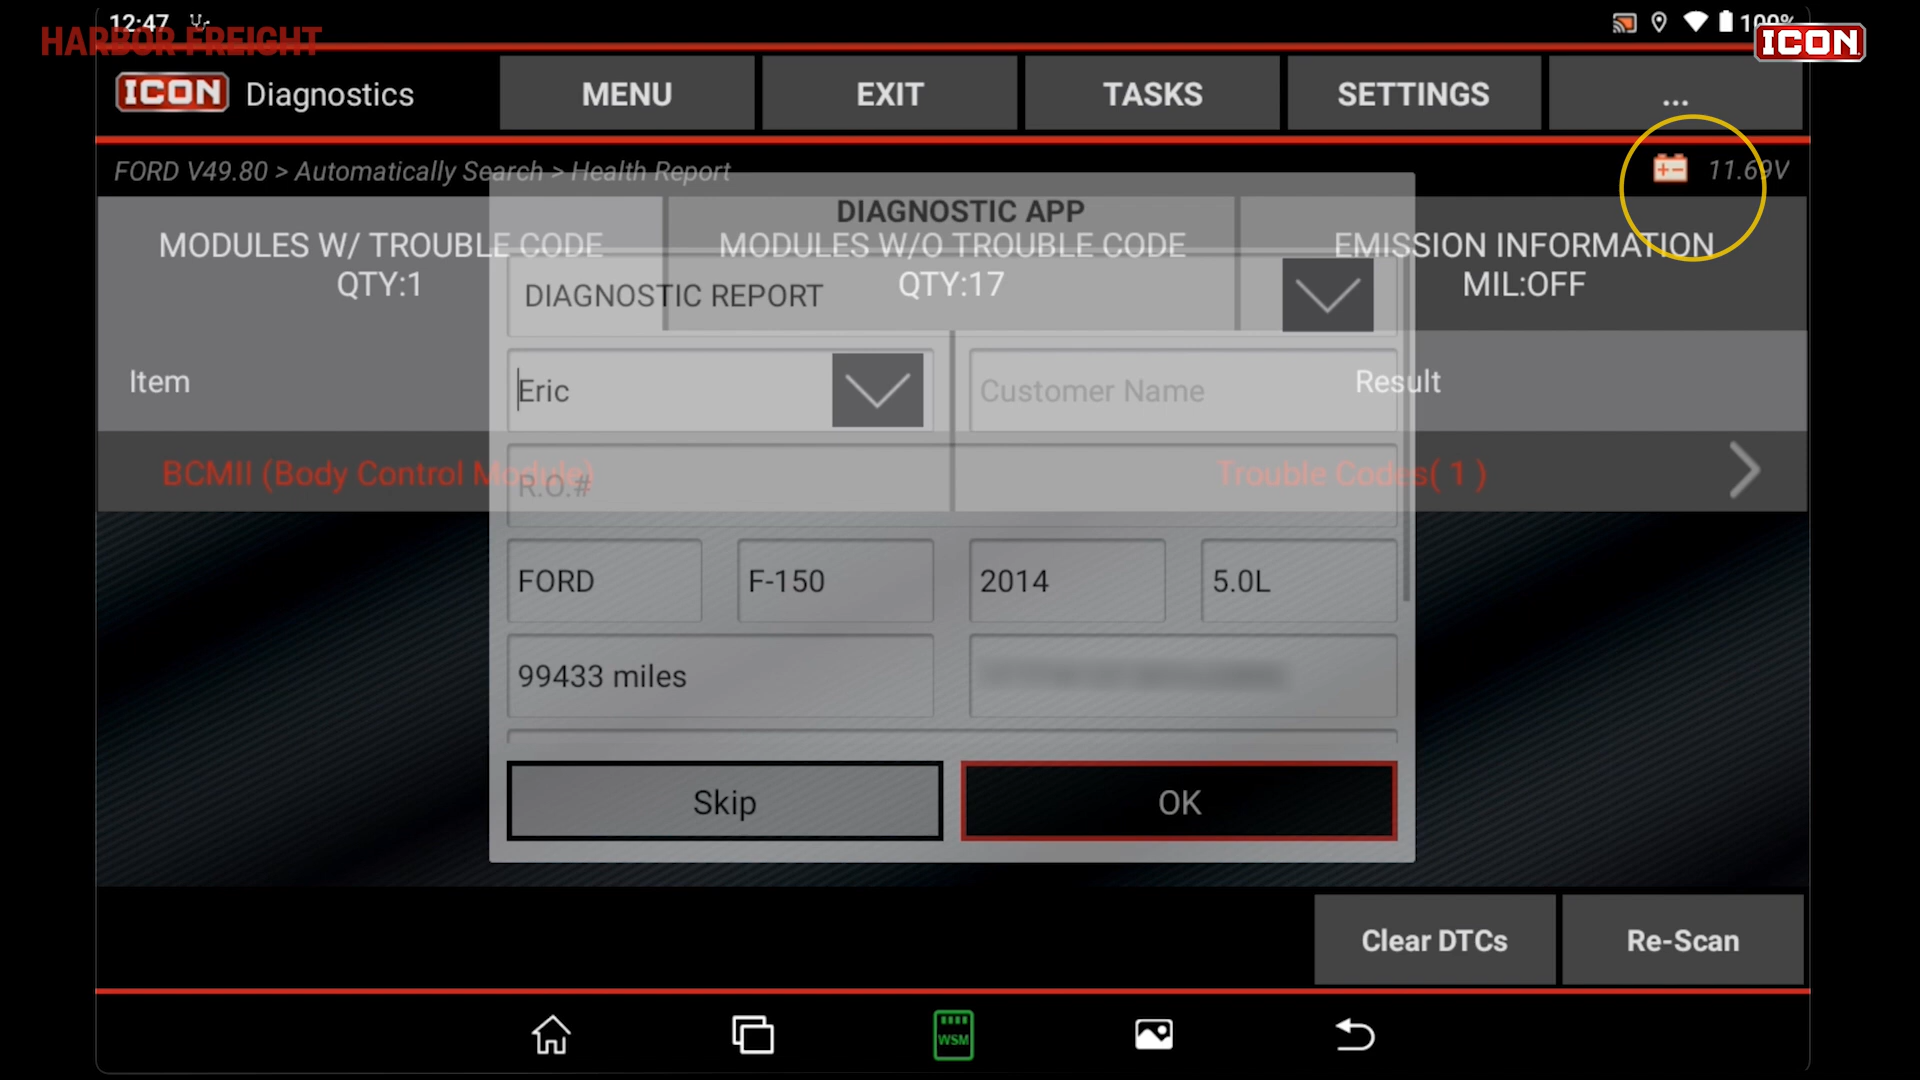 12:47
100%
HARBOR FREIGHT
ICON
ICON Diagnostics
MENU
EXIT
TASKS
SETTINGS
...
FORD V49.80 > Automatically Search > Health Report
11.69V
DIAGNOSTIC APP
MODULES W/ TROUBLE CODE
QTY:1
MODULES W/O TROUBLE CODE
QTY:17
EMISSION INFORMATION
MIL:OFF
DIAGNOSTIC REPORT
Item
Result
Eric
Customer Name
BCMII (Body Control Module)
Trouble Codes( 1 )
R.O.#
FORD
F-150
2014
5.0L
99433 miles
Skip
OK
Clear DTCs
Re-Scan
WSM